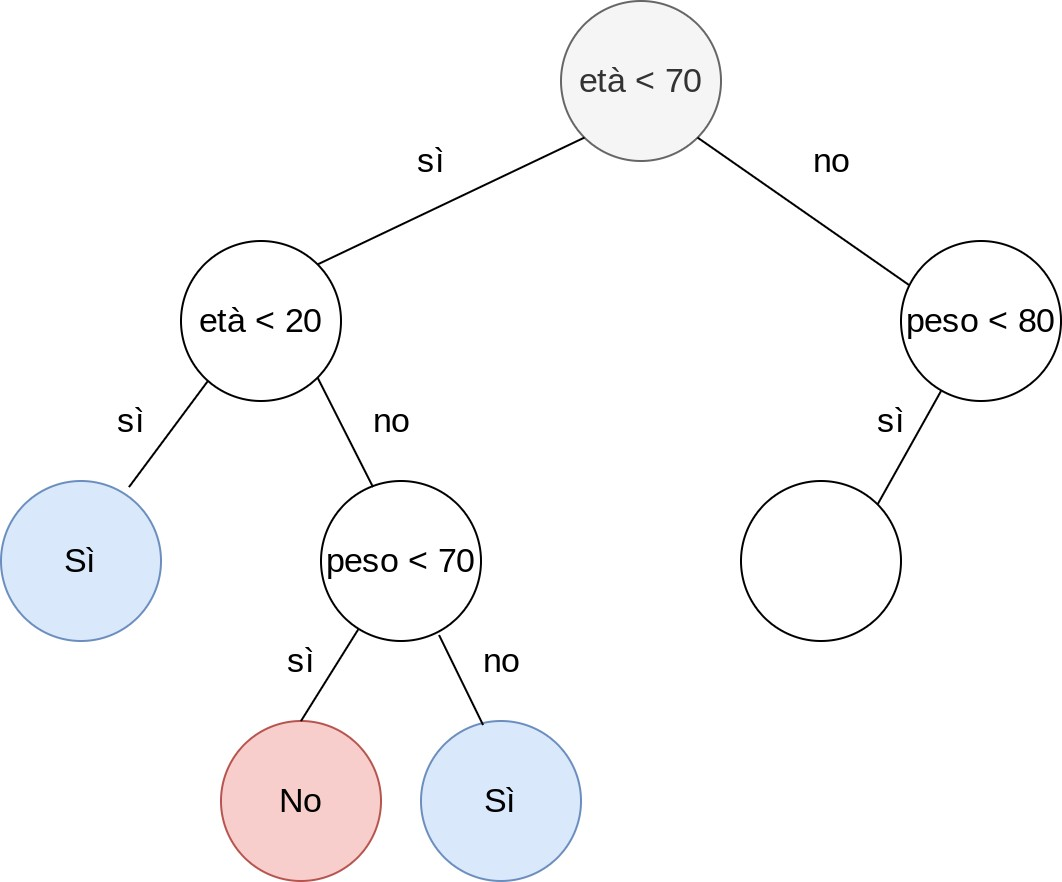 età < 70
sì
no
età < 20
peso < 80
sì
no
sì
Sì
peso < 70
sì
no
No
Sì